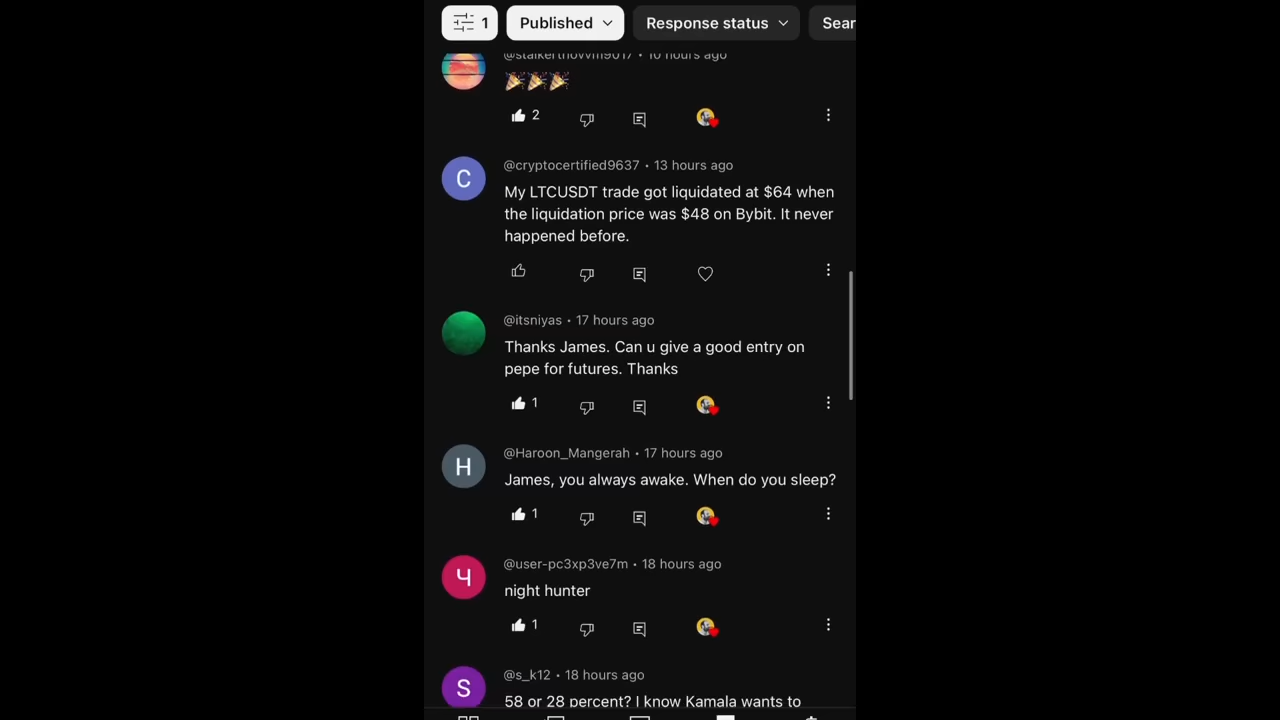 1 Published Response status Sear
@stalkerthovvm9017 • 10 hours ago
🎉🎉🎉
2
C @cryptocertified9637 • 13 hours ago
My LTCUSDT trade got liquidated at $64 when
the liquidation price was $48 on Bybit. It never
happened before.
@itsniyas • 17 hours ago
Thanks James. Can u give a good entry on
pepe for futures. Thanks
1
H @Haroon_Mangerah • 17 hours ago
James, you always awake. When do you sleep?
1
Ч @user-pc3xp3ve7m • 18 hours ago
night hunter
1
S @s_k12 • 18 hours ago
58 or 28 percent? I know Kamala wants to